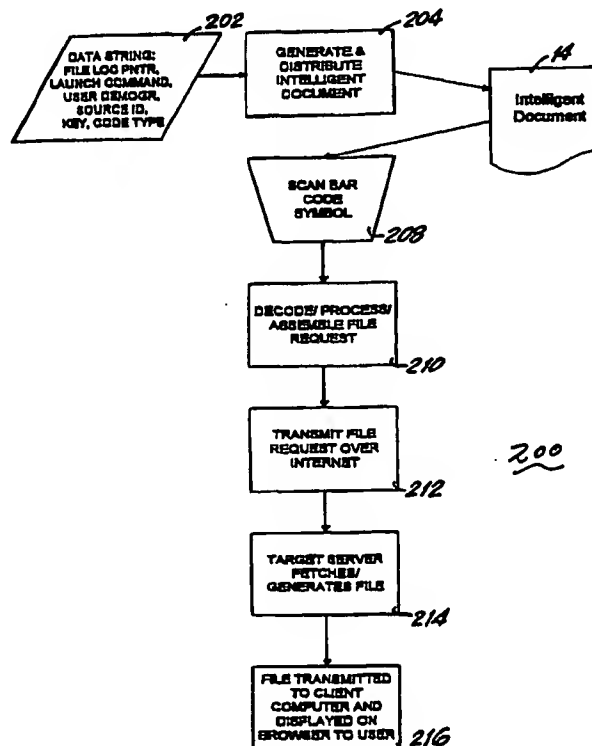 202
DATA STRING:
FILE LOC PNTR,
LAUNCH COMMAND,
USER DEMOGR,
SOURCE ID,
KEY, CODE TYPE
204
GENERATE &
DISTRIBUTE
INTELLIGENT
DOCUMENT
14
Intelligent
Document
SCAN BAR
CODE
SYMBOL
208
DECODE/ PROCESS/
ASSEMBLE FILE
REQUEST
210
TRANSMIT FILE
REQUEST OVER
INTERNET
212
200
TARGET SERVER
FETCHES/
GENERATES FILE
214
FILE TRANSMITTED
TO CLIENT
COMPUTER AND
DISPLAYED ON
BROWSER TO USER
216